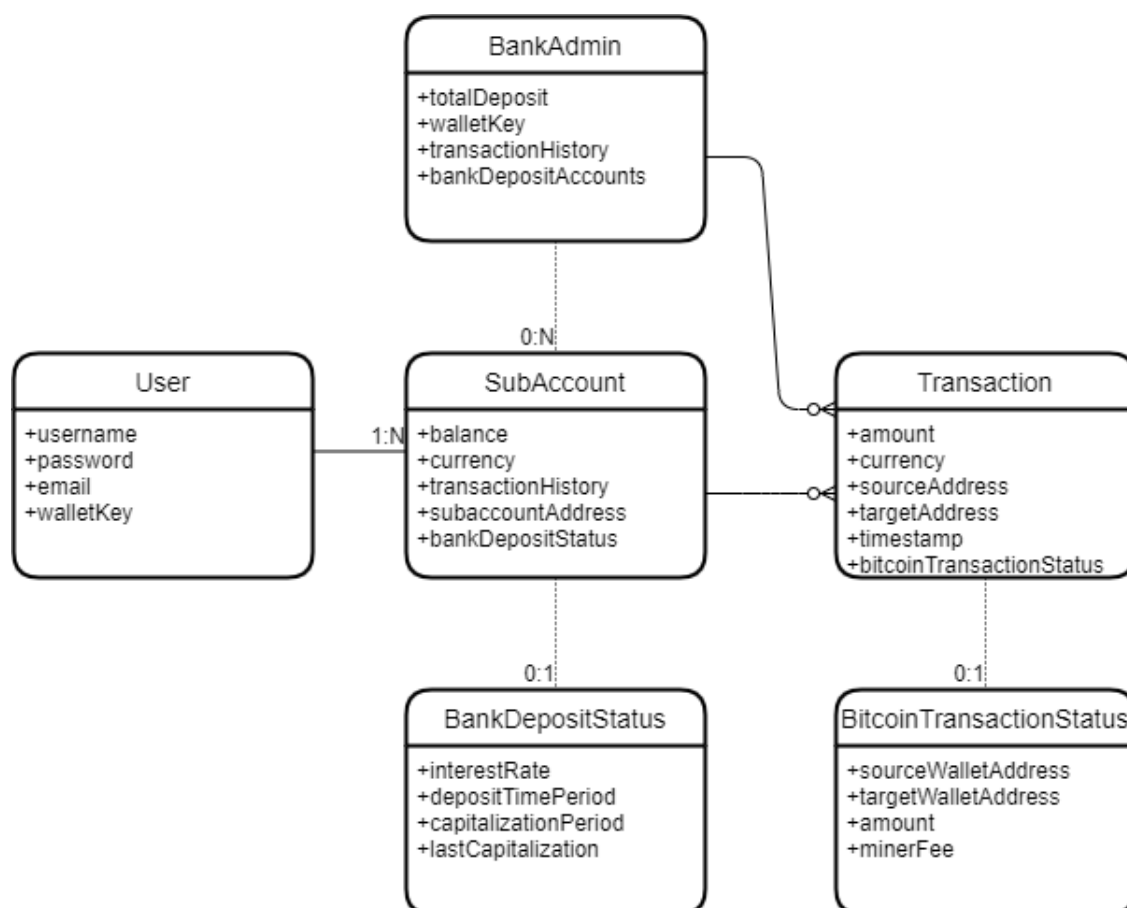 BankAdmin
+totalDeposit
+walletKey
+transactionHistory
+bankDepositAccounts
0:N
User
+username
+password
+email
+walletKey
1:N
SubAccount
+balance
+currency
+transactionHistory
+subaccountAddress
+bankDepositStatus
Transaction
+amount
+currency
+sourceAddress
+targetAddress
+timestamp
+bitcoinTransactionStatus
0:1
BankDepositStatus
+interestRate
+depositTimePeriod
+capitalizationPeriod
+lastCapitalization
0:1
BitcoinTransactionStatus
+sourceWalletAddress
+targetWalletAddress
+amount
+minerFee